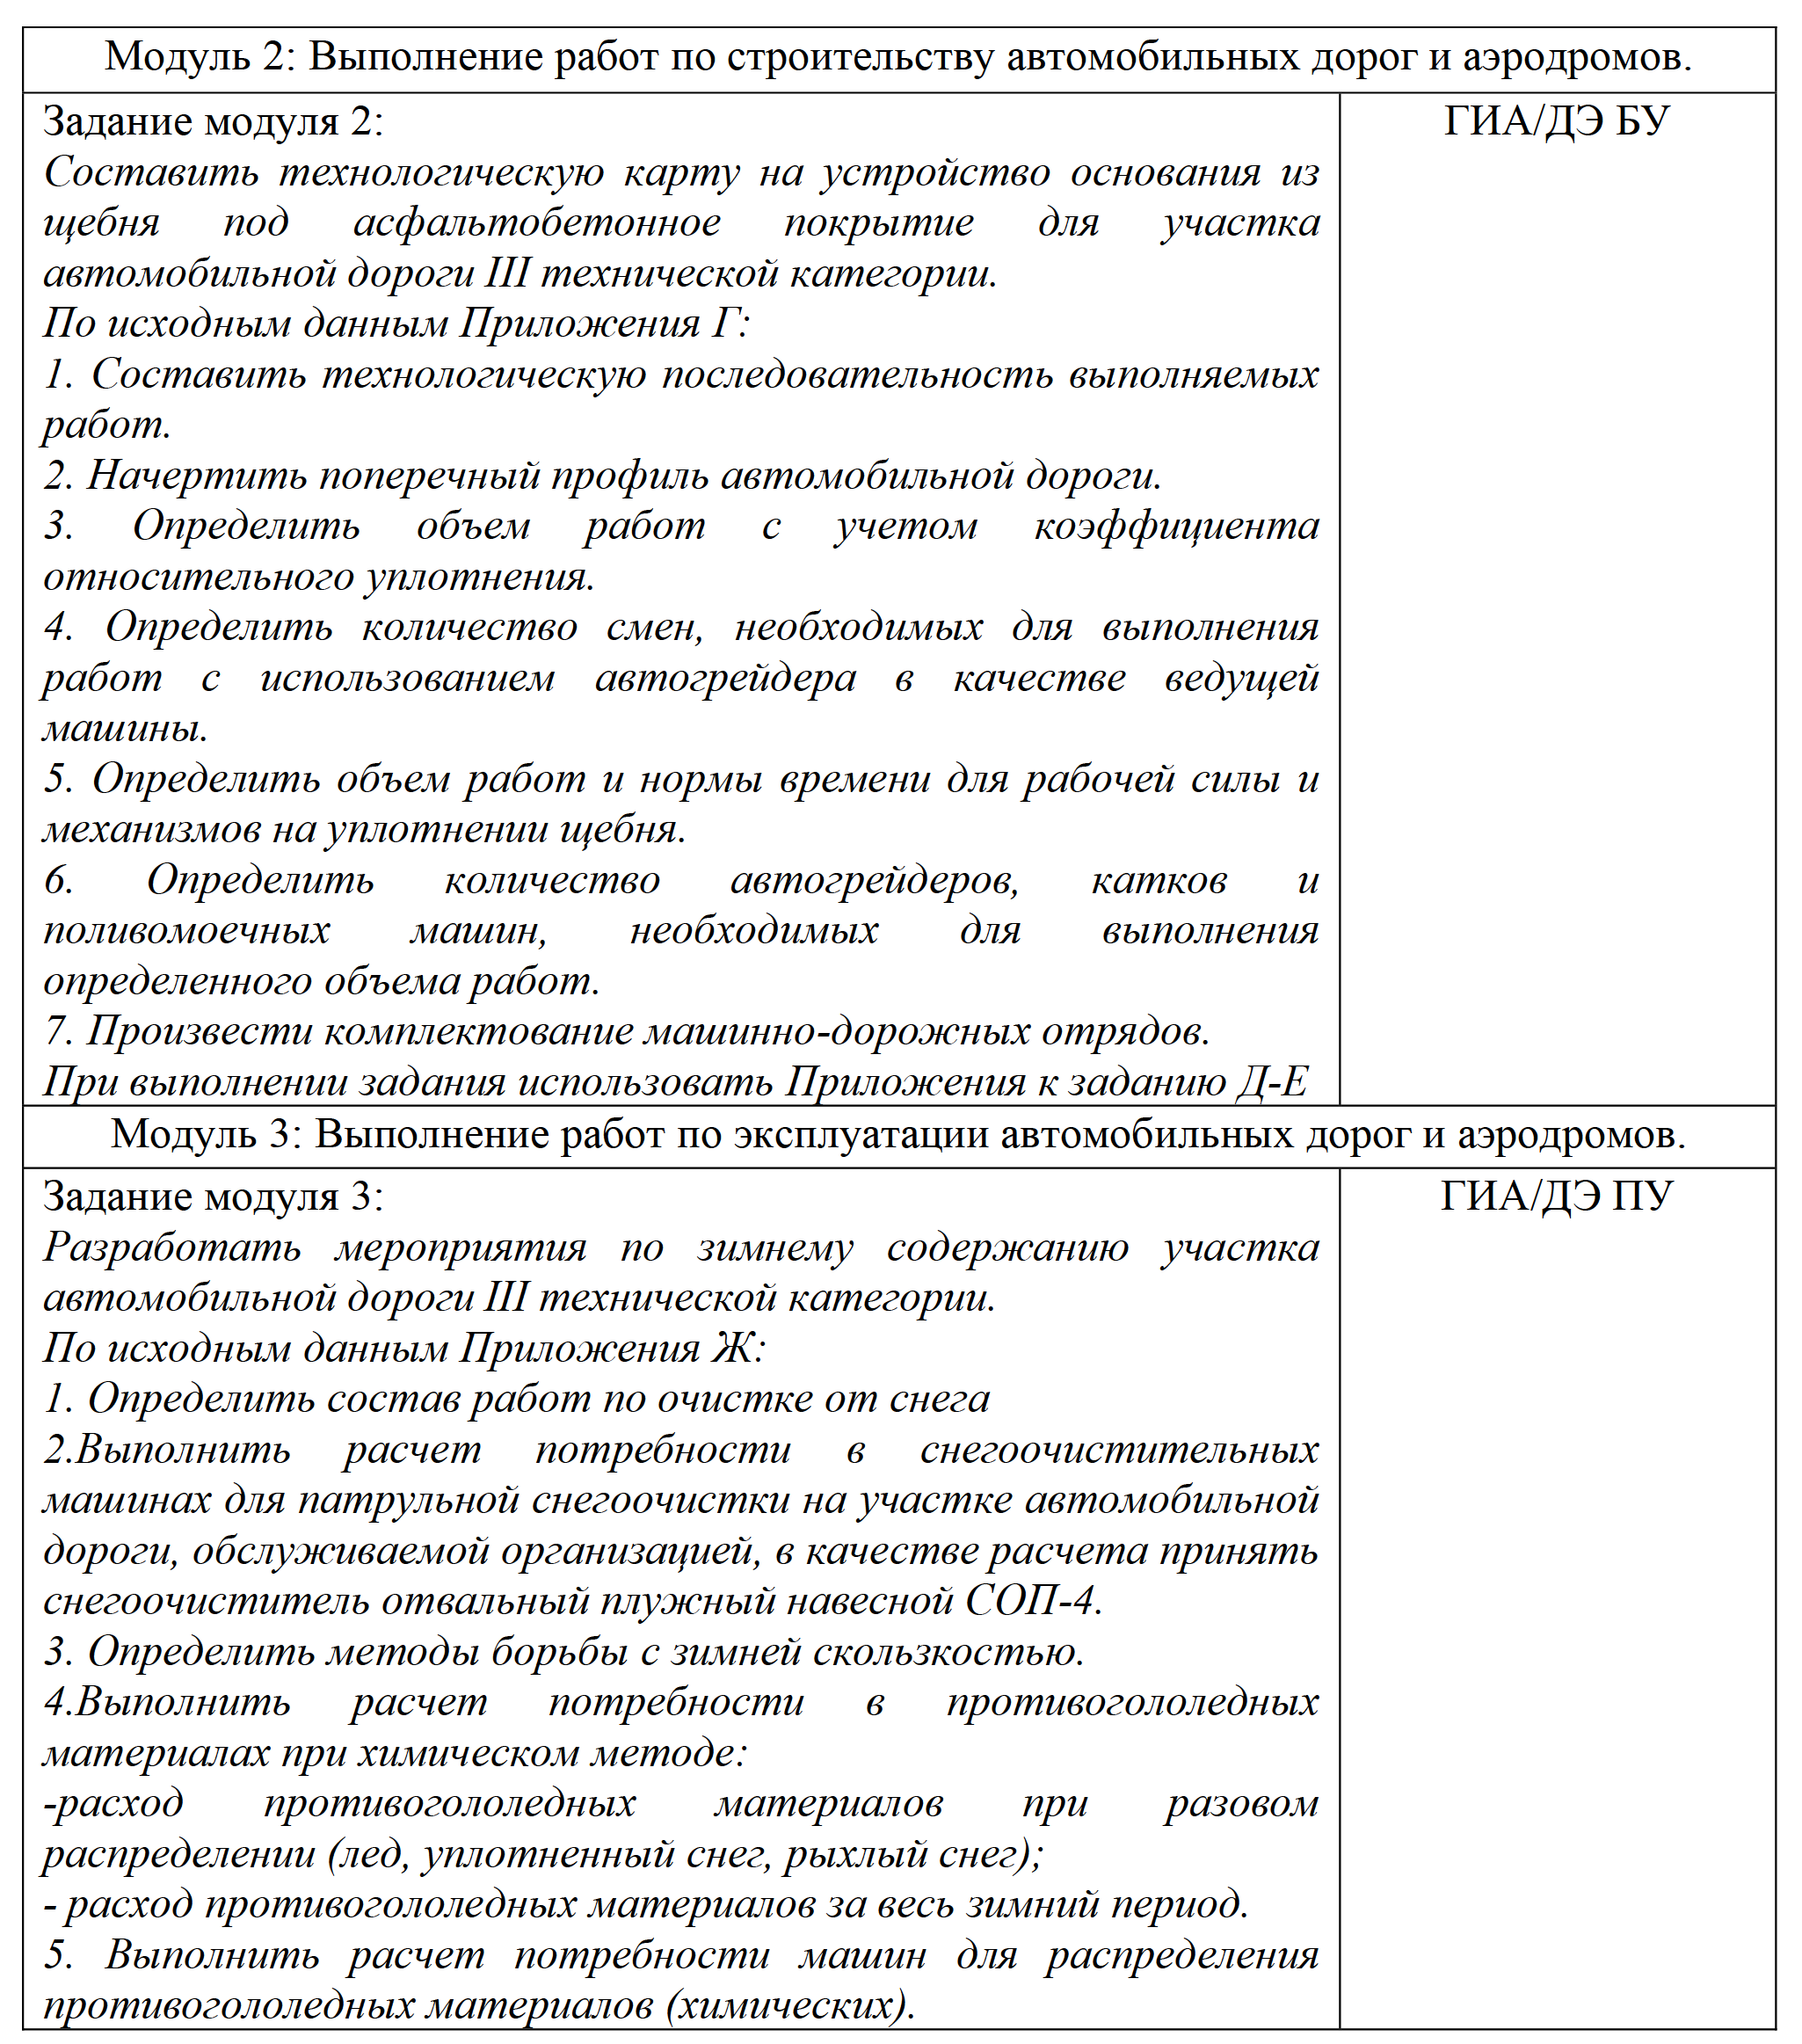 Модуль 2: Выполнение работ по строительству автомобильных дорог и аэродромов.
Задание модуля 2:
ГИА/ДЭ БУ
Составить технологическую карту на устройство основания из
щебня под асфальтобетонное покрытие для участка
автомобильной дороги III технической категории.
По исходным данным Приложения Г:
1. Составить технологическую последовательность выполняемых
работ.
2. Начертить поперечный профиль автомобильной дороги.
3. Определить объем работ с учетом коэффициента
относительного уплотнения.
4. Определить количество смен, необходимых для выполнения
работ с использованием автогрейдера в качестве ведущей
машины.
5. Определить объем работ и нормы времени для рабочей силы и
механизмов на уплотнении щебня.
6. Определить количество автогрейдеров, катков и
поливомоечных машин, необходимых для выполнения
определенного объема работ.
7. Произвести комплектование машинно-дорожных отрядов.
При выполнении задания использовать Приложения к заданию Д-Е
Модуль 3: Выполнение работ по эксплуатации автомобильных дорог и аэродромов.
Задание модуля 3:
ГИА/ДЭ ПУ
Разработать мероприятия по зимнему содержанию участка
автомобильной дороги III технической категории.
По исходным данным Приложения Ж:
1. Определить состав работ по очистке от снега
2.Выполнить расчет потребности в снегоочистительных
машинах для патрульной снегоочистки на участке автомобильной
дороги, обслуживаемой организацией, в качестве расчета принять
снегоочиститель отвальный плужный навесной СОП-4.
3. Определить методы борьбы с зимней скользкостью.
4.Выполнить расчет потребности в противогололедных
материалах при химическом методе:
-расход противогололедных материалов при разовом
распределении (лед, уплотненный снег, рыхлый снег);
- расход противогололедных материалов за весь зимний период.
5. Выполнить расчет потребности машин для распределения
противогололедных материалов (химических).